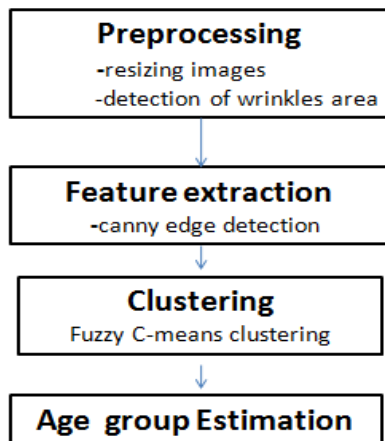 Preprocessing
-resizing images
-detection of wrinkles area
Feature extraction
-canny edge detection
Clustering
Fuzzy C-means clustering
Age group Estimation